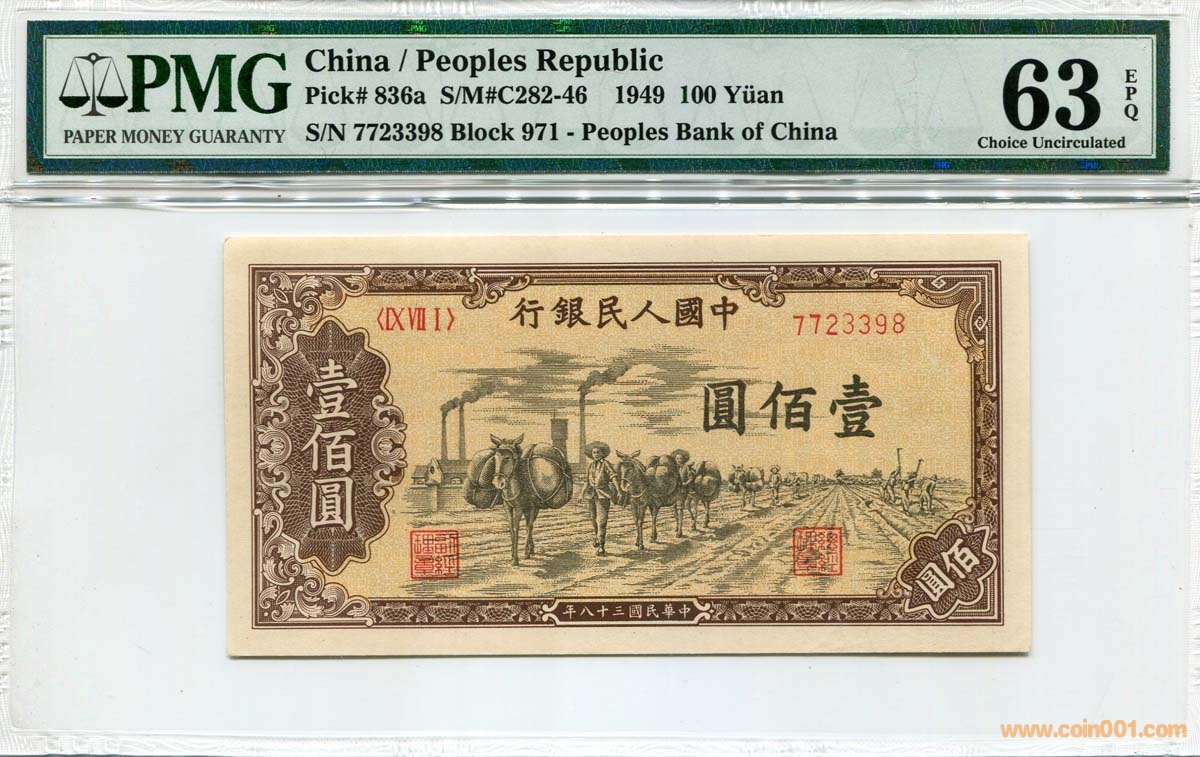 PMG
PAPER MONEY GUARANTY
China / Peoples Republic
Pick# 836a S/M#C282-46 1949 100 Yüan
S/N 7723398 Block 971 - Peoples Bank of China
63
EPQ
Choice Uncirculated
〈IX VII I〉
行銀民人國中
7723398
壹佰圓
圓佰壹
佰圓
年八十三國民華中
www.coin001.com